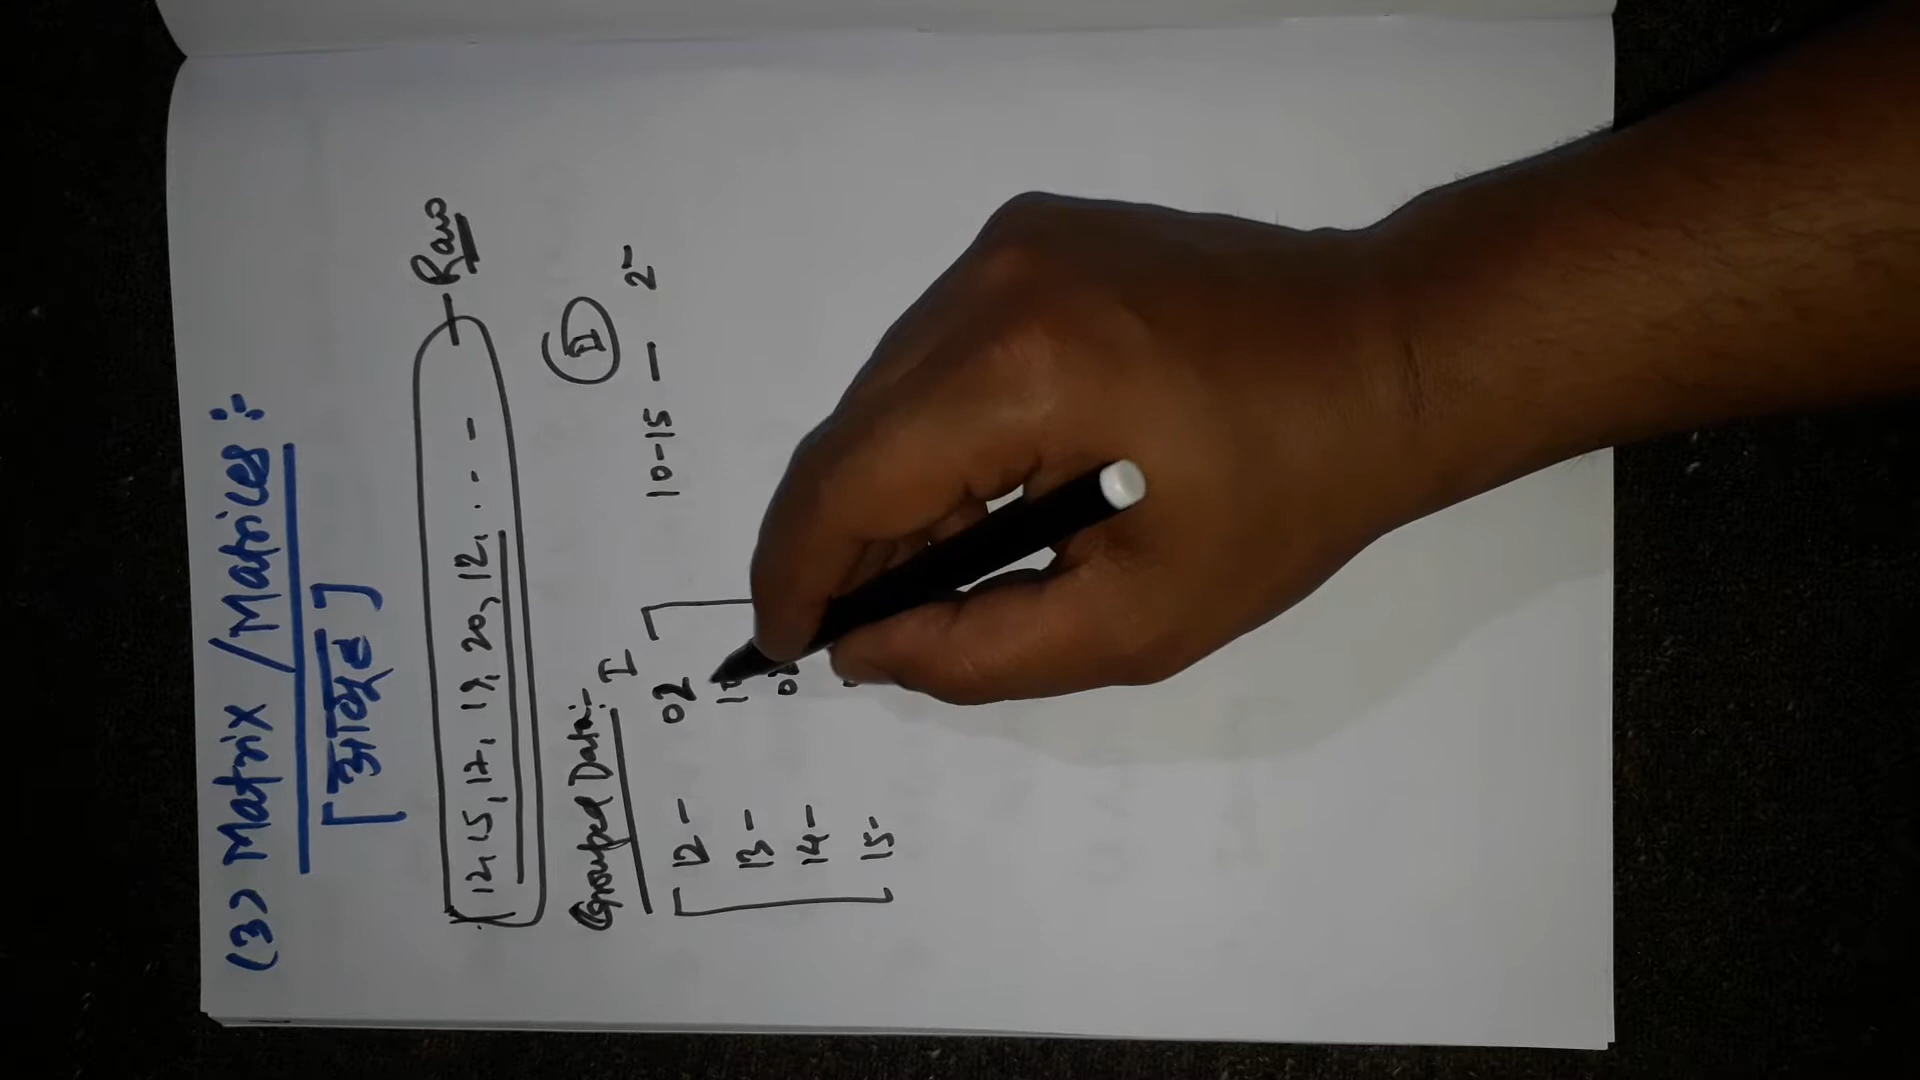 (3) Matrix / Matrices :-
[आव्यूह]
12, 15, 17, 19, 20, 12, . . - — Raw
Grouped Data:- I II
12 - 02 10-15 — 2
13 -
14 -
15 -